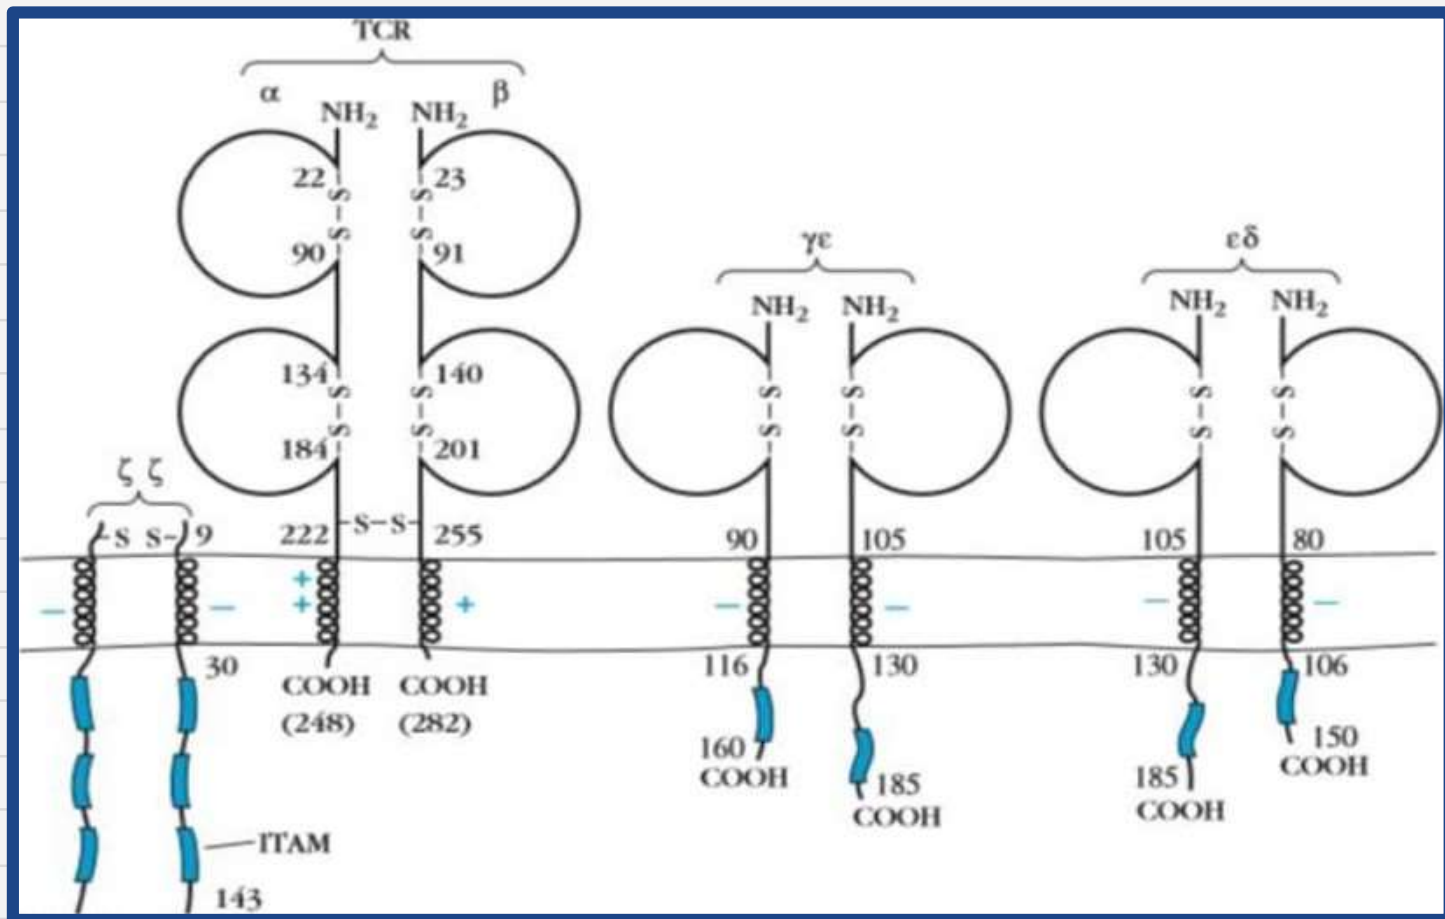 TCR
α β
NH₂ NH₂
22 S–S 90
23 S–S 91
134 S–S 184
140 S–S 201
ζ ζ
S S 9
222 S–S 255
+
+
+
– –
30
COOH COOH
(248) (282)
ITAM
143
γε
NH₂ NH₂
S–S S–S
90 105
– –
116 130
160
COOH
185
COOH
εδ
NH₂ NH₂
S–S S–S
105 80
– –
130 106
185
COOH
150
COOH